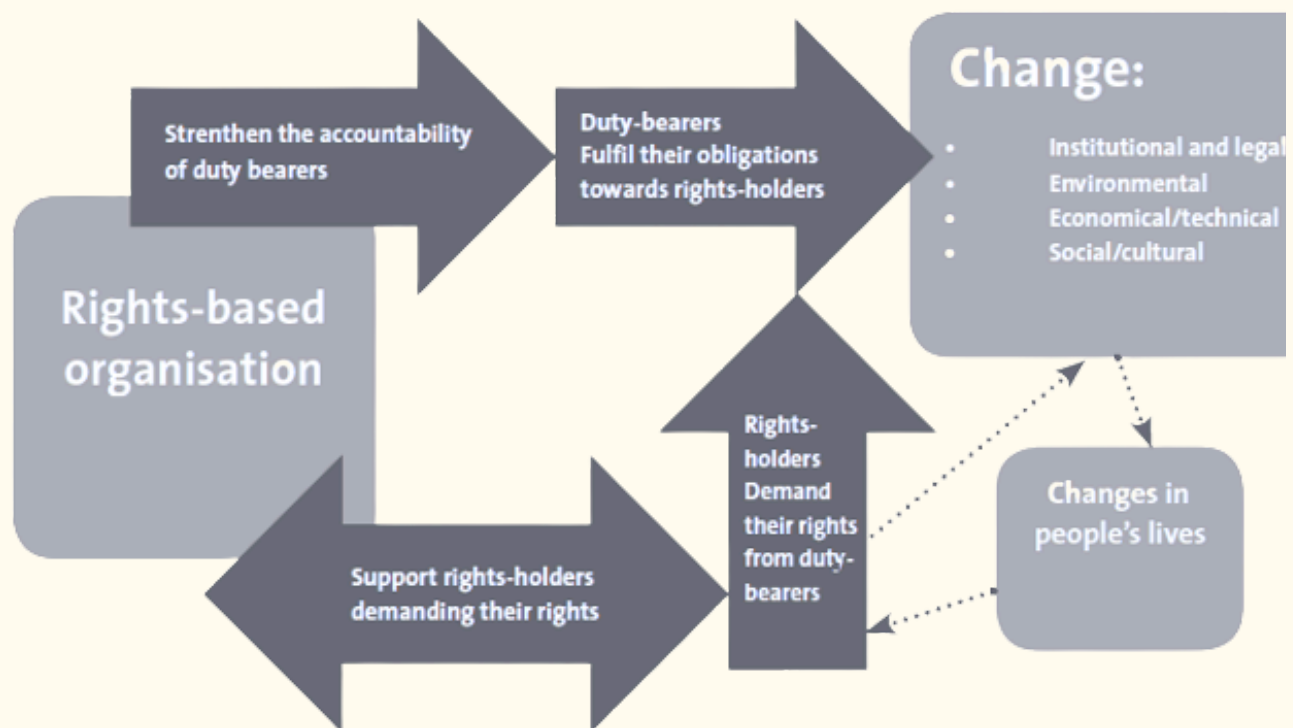 Strenthen the accountability
of duty bearers
Duty-bearers
Fulfil their obligations
towards rights-holders
Change:
• Institutional and legal
• Environmental
• Economical/technical
• Social/cultural
Rights-based
organisation
Support rights-holders
demanding their rights
Rights-
holders
Demand
their rights
from duty-
bearers
Changes in
people's lives